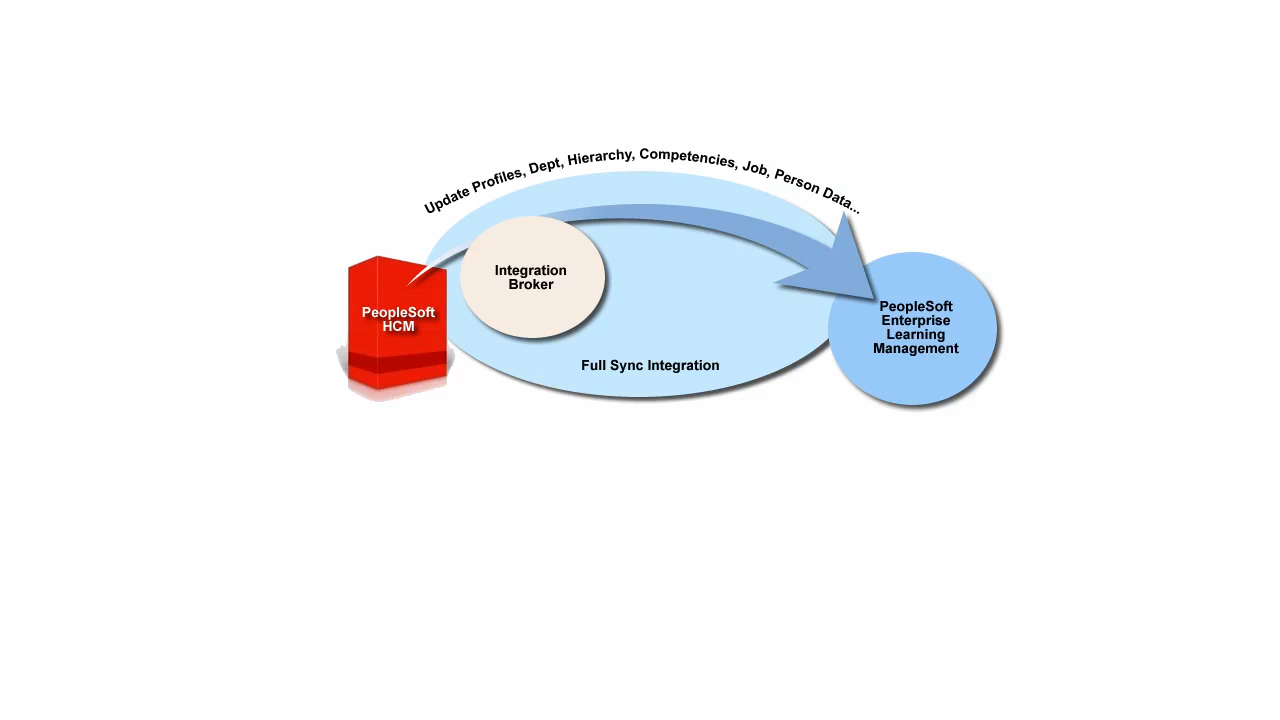 Update Profiles, Dept, Hierarchy, Competencies, Job, Person Data...
Integration
Broker
PeopleSoft
HCM
PeopleSoft
Enterprise
Learning
Management
Full Sync Integration